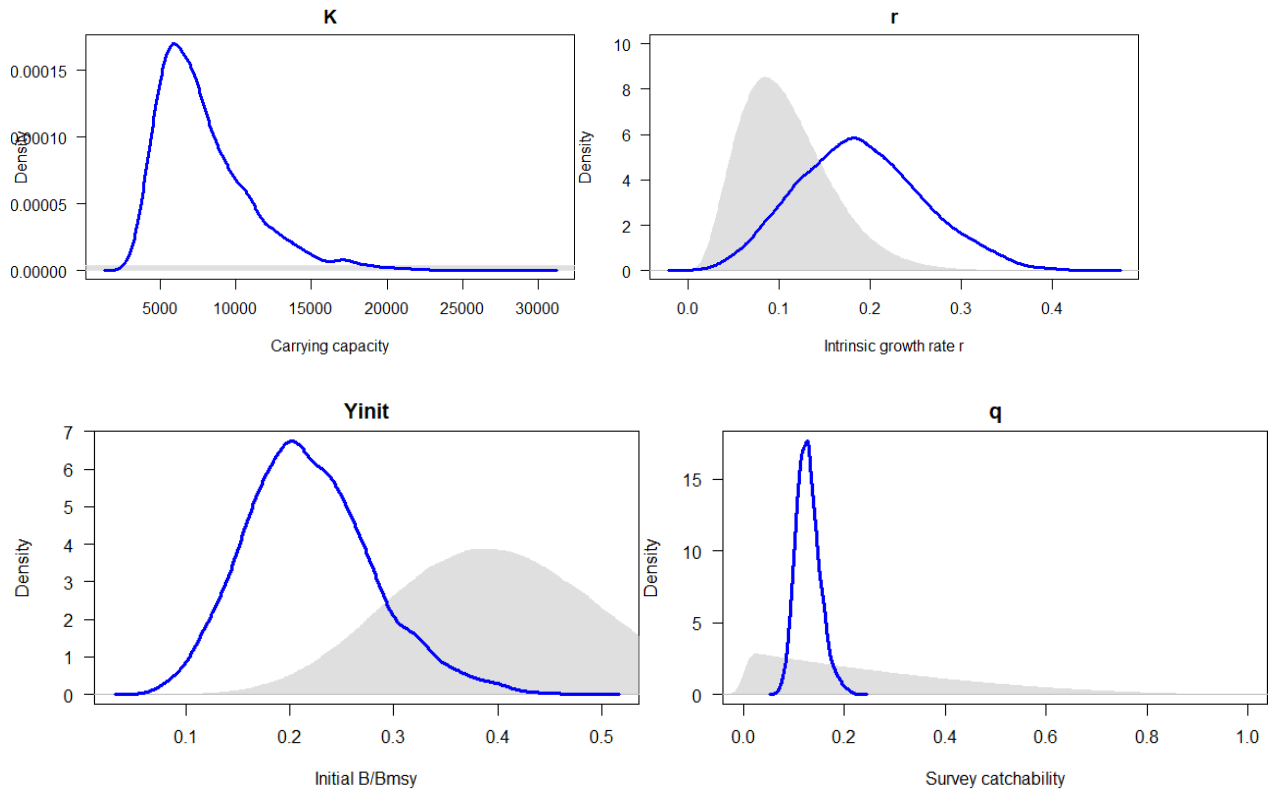 K
Density
0.00015
0.00010
0.00005
0.00000
5000 10000 15000 20000 25000 30000
Carrying capacity
r
Density
10
8
6
4
2
0
0.0 0.1 0.2 0.3 0.4
Intrinsic growth rate r
Yinit
Density
7
6
5
4
3
2
1
0
0.1 0.2 0.3 0.4 0.5
Initial B/Bmsy
q
Density
15
10
5
0
0.0 0.2 0.4 0.6 0.8 1.0
Survey catchability